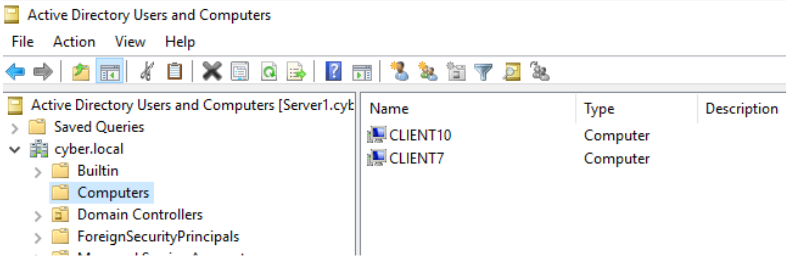 Active Directory Users and Computers
File Action View Help
Active Directory Users and Computers [Server1.cyb
Saved Queries
cyber.local
Builtin
Computers
Domain Controllers
ForeignSecurityPrincipals
Name Type Description
CLIENT10 Computer
CLIENT7 Computer